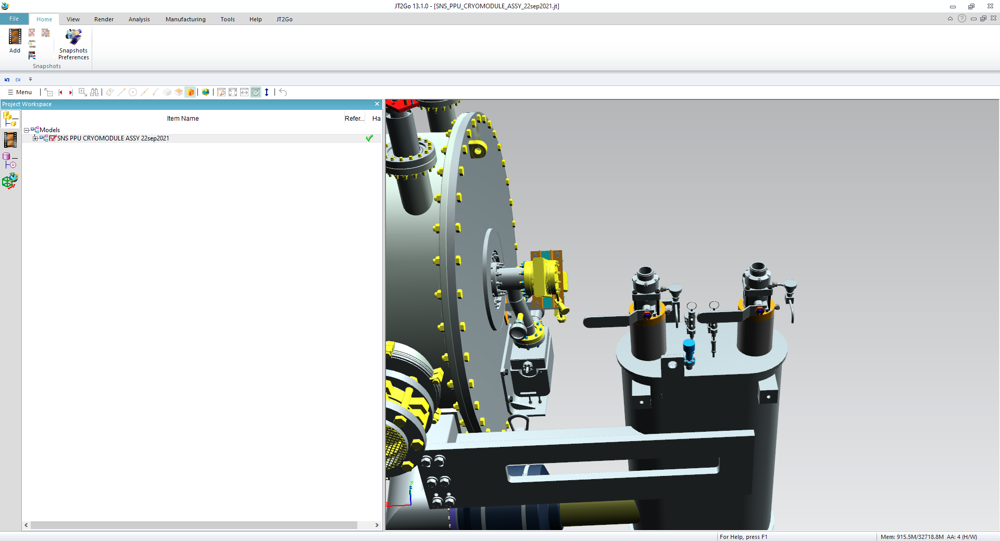 JT2Go 13.1.0 - [SNS_PPU_CRYOMODULE_ASSY_22sep2021.jt]
File Home View Render Analysis Manufacturing Tools Help JT2Go
Add
Snapshots
Preferences
Snapshots
Menu
Project Workspace
Item Name Refer... Ha
Models
SNS PPU CRYOMODULE ASSY 22sep2021
y
z
For Help, press F1 Mem: 915.5M/32718.8M AA: 4 (H/W)